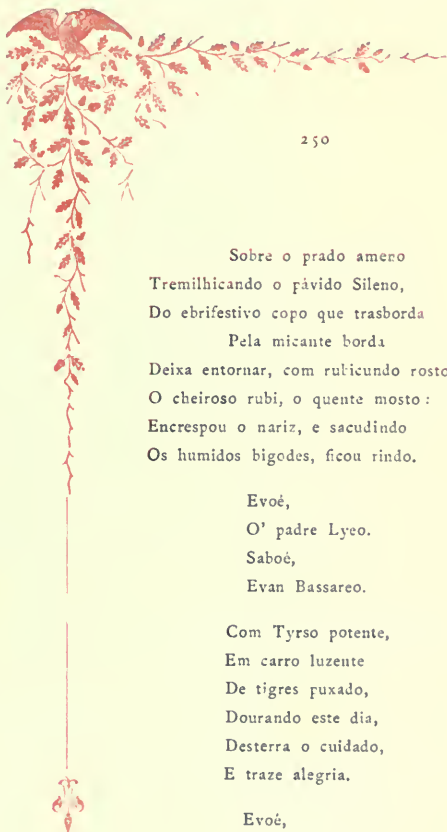 250
Sobre o prado ameno
Tremilhicando o pávido Sileno,
Do ebrifestivo copo que trasborda
Pela micante borda
Deixa entornar, com rubicundo rosto
O cheiroso rubi, o quente mosto:
Encrespou o nariz, e sacudindo
Os humidos bigodes, ficou rindo.
Evoé,
O' padre Lyeo.
Saboé,
Evan Bassareo.
Com Tyrso potente,
Em carro luzente
De tigres puxado,
Dourando este dia,
Desterra o cuidado,
E traze alegria.
Evoé,